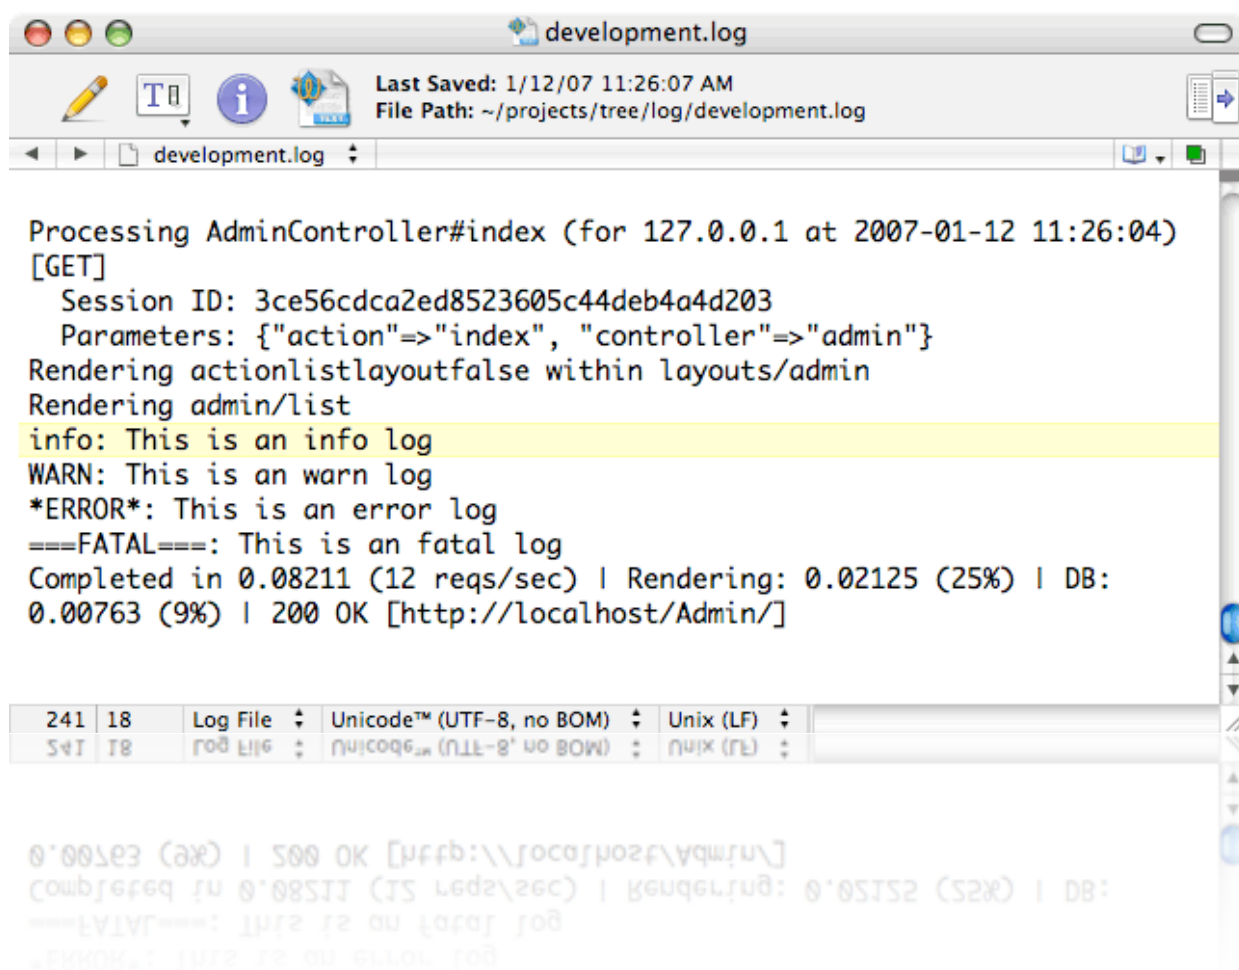 development.log
Last Saved: 1/12/07 11:26:07 AM
File Path: ~/projects/tree/log/development.log
development.log
Processing AdminController#index (for 127.0.0.1 at 2007-01-12 11:26:04)
[GET]
  Session ID: 3ce56cdca2ed8523605c44deb4a4d203
  Parameters: {"action"=>"index", "controller"=>"admin"}
Rendering actionlistlayoutfalse within layouts/admin
Rendering admin/list
info: This is an info log
WARN: This is an warn log
*ERROR*: This is an error log
===FATAL===: This is an fatal log
Completed in 0.08211 (12 reqs/sec) | Rendering: 0.02125 (25%) | DB:
0.00763 (9%) | 200 OK [http://localhost/Admin/]
241 18 Log File Unicode™ (UTF-8, no BOM) Unix (LF)